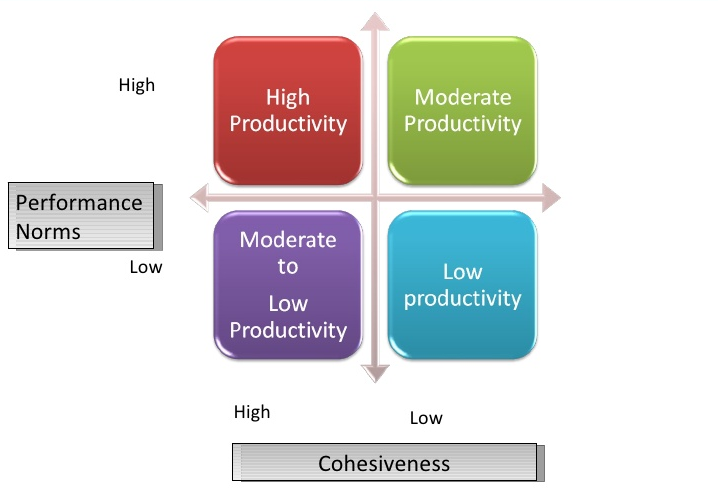 High
High
Productivity
Moderate
Productivity
Performance
Norms
Low
Moderate
to
Low
Productivity
Low
productivity
High
Low
Cohesiveness